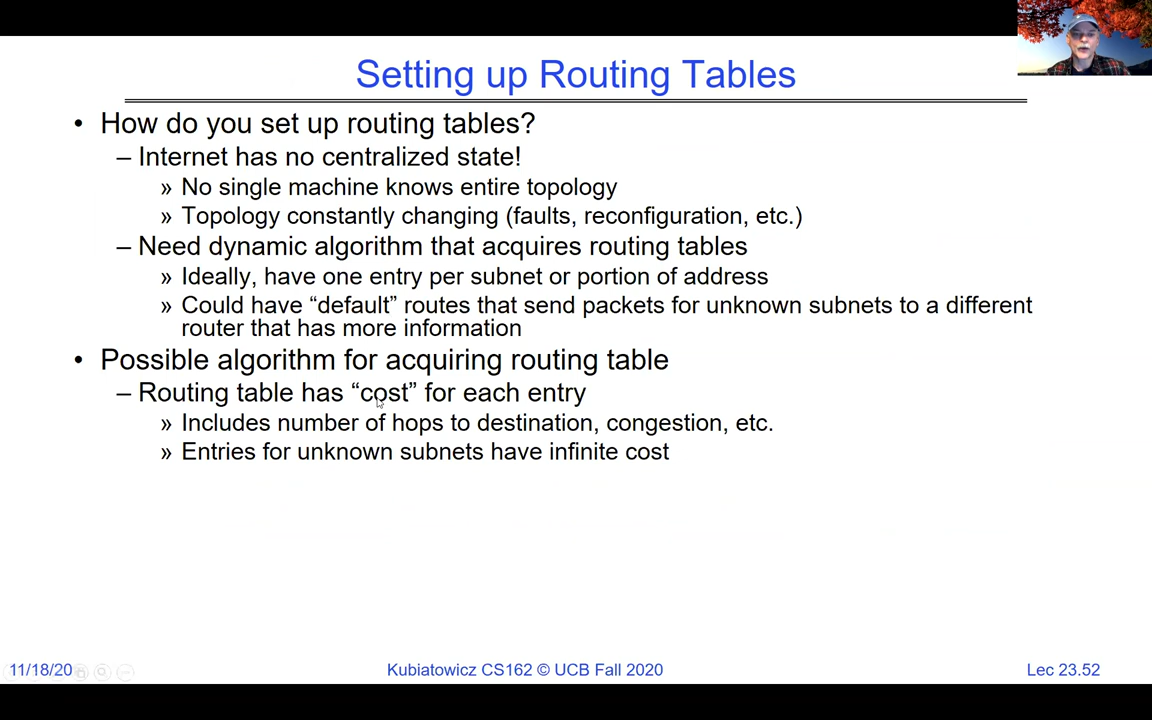 Setting up Routing Tables
• How do you set up routing tables?
– Internet has no centralized state!
» No single machine knows entire topology
» Topology constantly changing (faults, reconfiguration, etc.)
– Need dynamic algorithm that acquires routing tables
» Ideally, have one entry per subnet or portion of address
» Could have “default” routes that send packets for unknown subnets to a different
router that has more information
• Possible algorithm for acquiring routing table
– Routing table has “cost” for each entry
» Includes number of hops to destination, congestion, etc.
» Entries for unknown subnets have infinite cost
11/18/20
Kubiatowicz CS162 © UCB Fall 2020
Lec 23.52